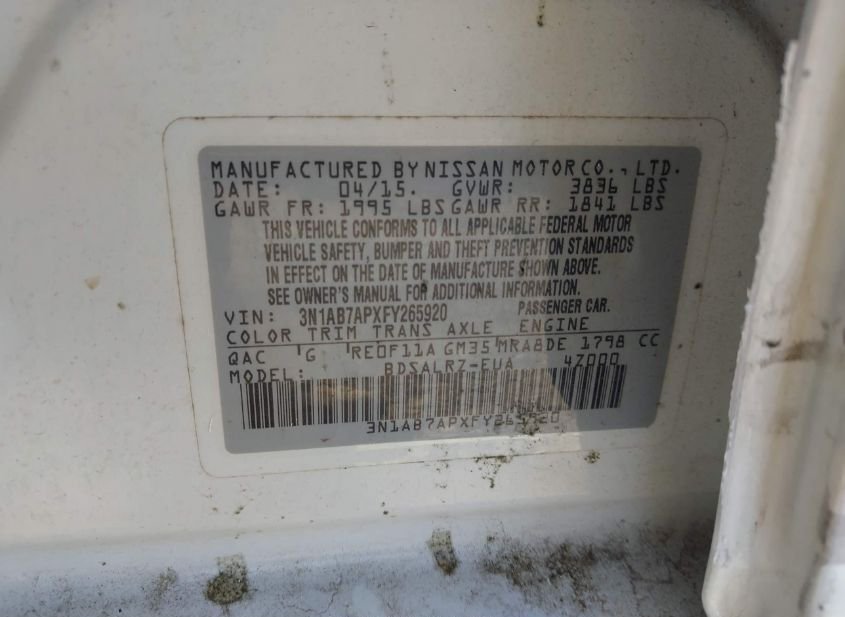 MANUFACTURED BY NISSAN MOTOR CO., LTD.
DATE: 04/15. GVWR: 3836 LBS
GAWR FR: 1995 LBS GAWR RR: 1841 LBS
THIS VEHICLE CONFORMS TO ALL APPLICABLE FEDERAL MOTOR
VEHICLE SAFETY, BUMPER AND THEFT PREVENTION STANDARDS
IN EFFECT ON THE DATE OF MANUFACTURE SHOWN ABOVE.
SEE OWNER'S MANUAL FOR ADDITIONAL INFORMATION.
VIN: 3N1AB7APXFY265920 PASSENGER CAR.
COLOR TRIM TRANS AXLE ENGINE
QAC G RE0F11A GM35 MRA8DE 1798 CC
MODEL: BDSALRZ-EUA 4Z000
3N1AB7APXFY265920